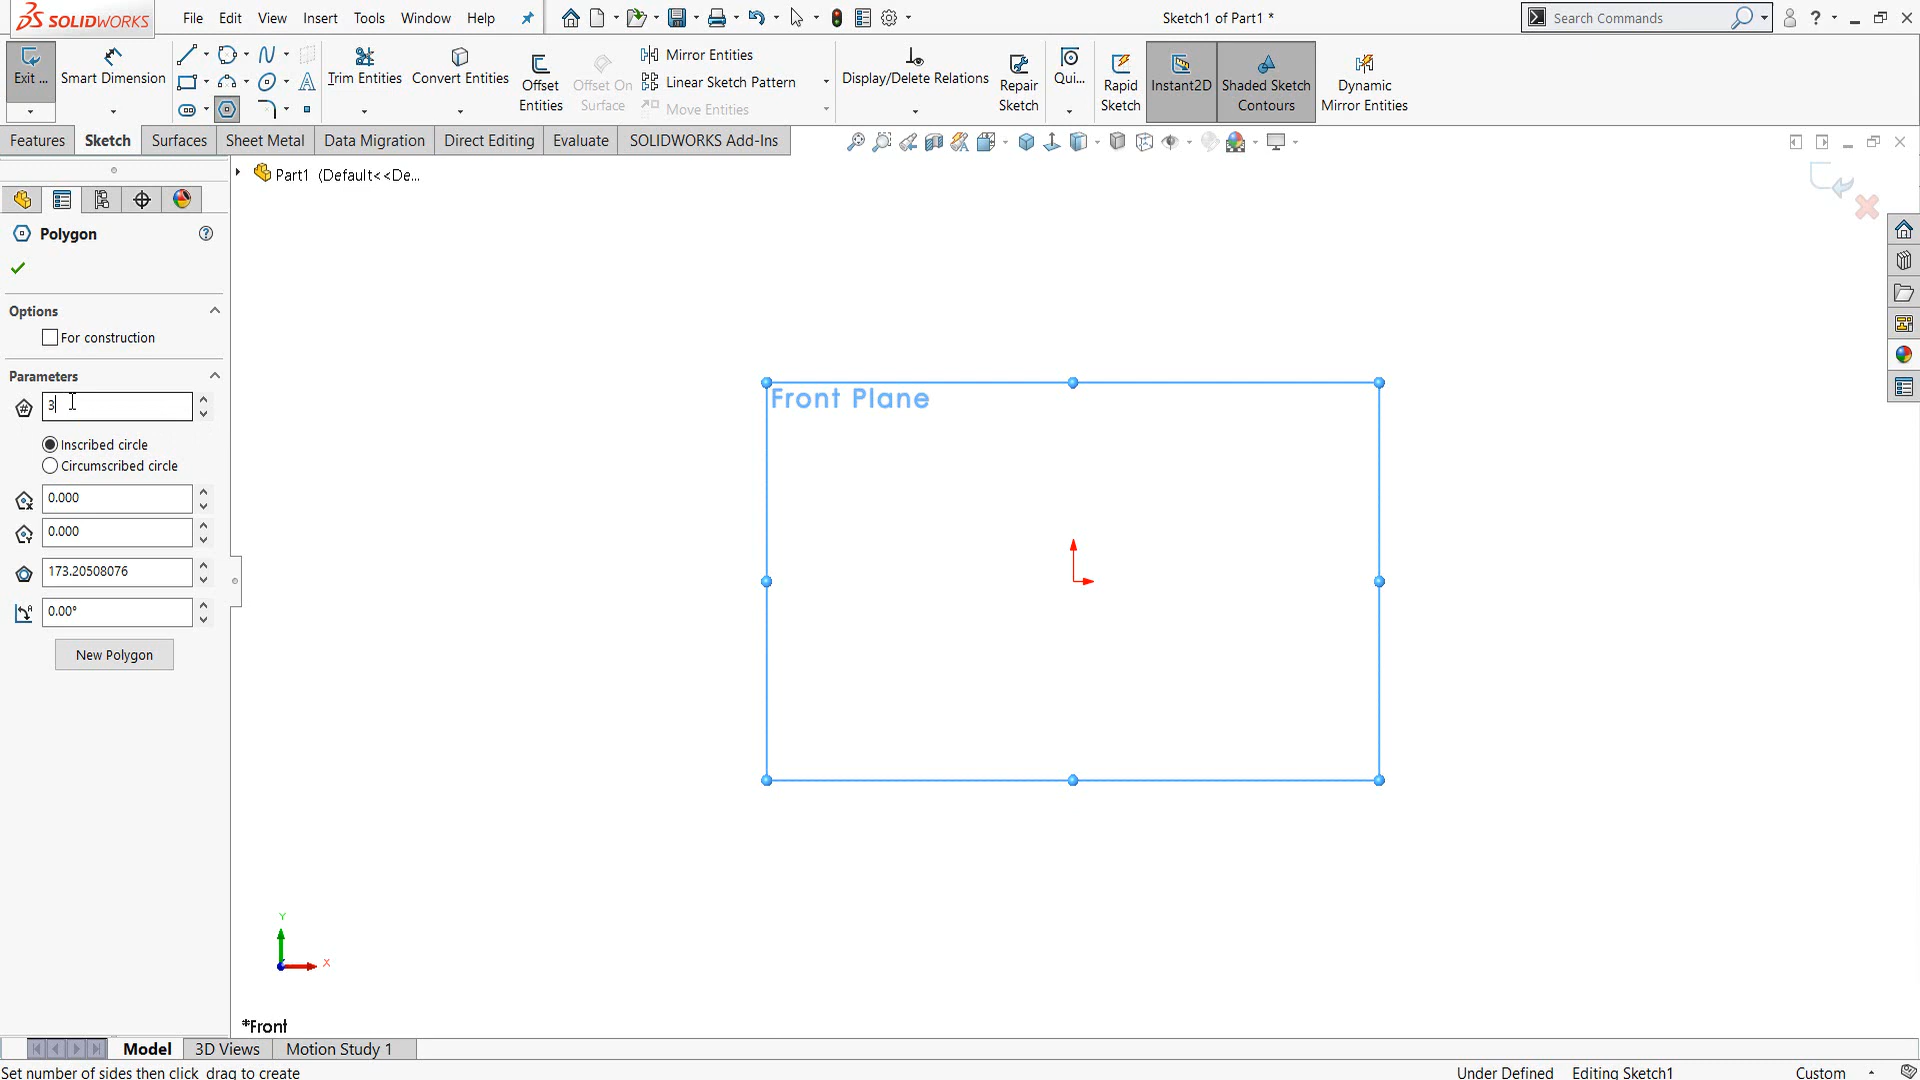 SOLIDWORKS
File Edit View Insert Tools Window Help
Sketch1 of Part1 *
Search Commands
Exit ...
Smart Dimension
Trim Entities
Convert Entities
Offset Entities
Offset On Surface
Mirror Entities
Linear Sketch Pattern
Move Entities
Display/Delete Relations
Repair Sketch
Qui...
Rapid Sketch
Instant2D
Shaded Sketch Contours
Dynamic Mirror Entities
Features Sketch Surfaces Sheet Metal Data Migration Direct Editing Evaluate SOLIDWORKS Add-Ins
Part1 (Default<<De...
Polygon
Options
For construction
Parameters
3
Inscribed circle
Circumscribed circle
0.000
0.000
173.20508076
0.00°
New Polygon
Front Plane
Y
X
*Front
Model 3D Views Motion Study 1
Set number of sides then click drag to create
Under Defined Editing Sketch1 Custom